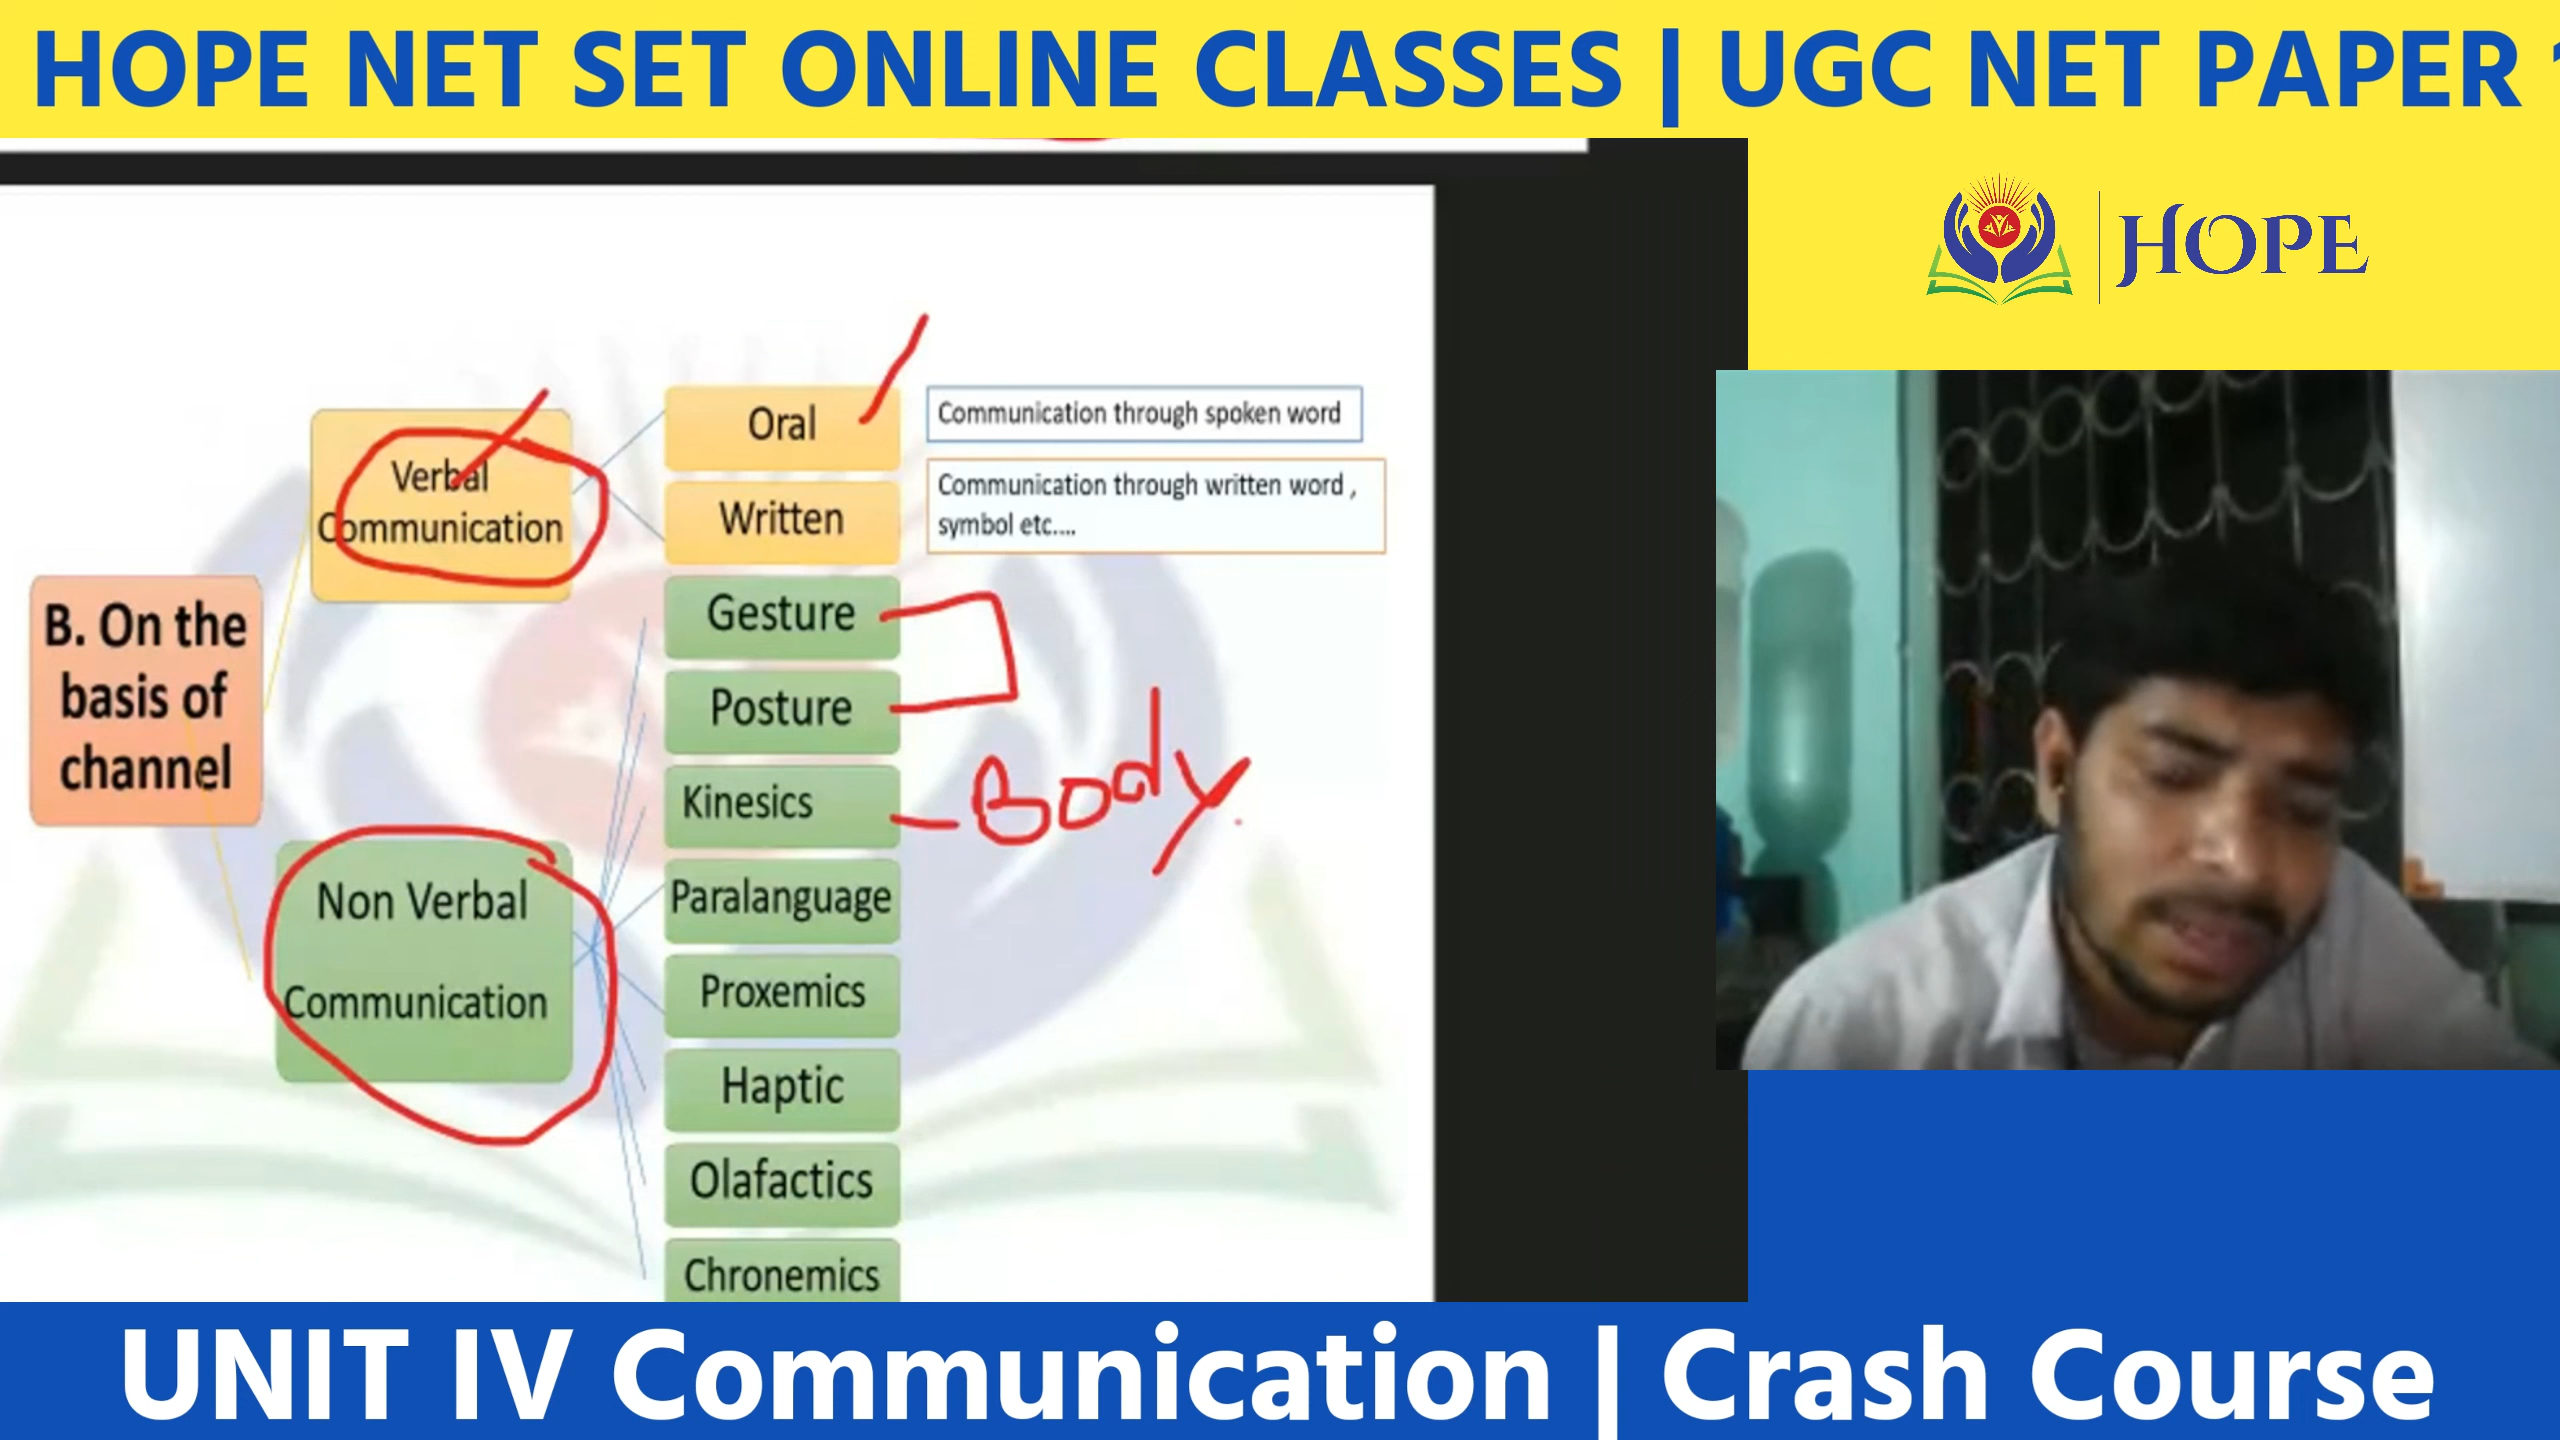 HOPE NET SET ONLINE CLASSES | UGC NET PAPER
HOPE
Oral
Communication through spoken word
Verbal
Communication
Written
Communication through written word ,
symbol etc....
B. On the
basis of
channel
Gesture
Posture
Kinesics
Body
Non Verbal
Communication
Paralanguage
Proxemics
Haptic
Olafactics
Chronemics
UNIT IV Communication | Crash Course